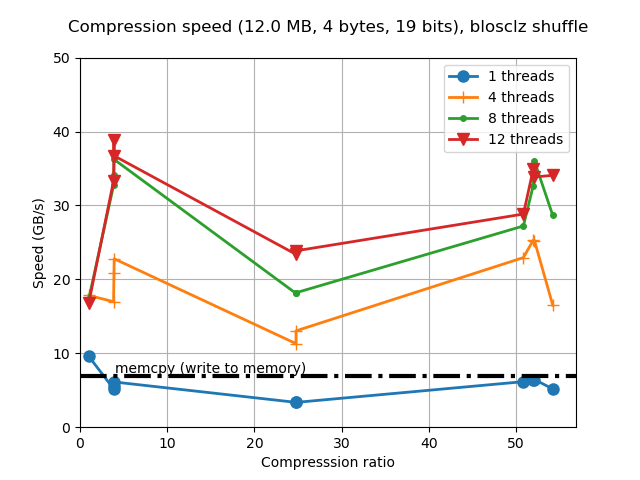 Compression speed (12.0 MB, 4 bytes, 19 bits), blosclz shuffle
50
40
30
20
10
0
Speed (GB/s)
1 threads
4 threads
8 threads
12 threads
memcpy (write to memory)
0 10 20 30 40 50
Compresssion ratio